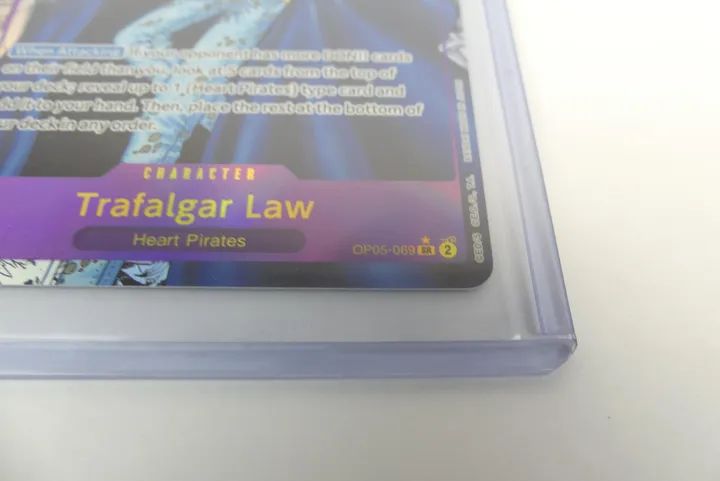 When Attacking If your opponent has more DON!! cards
on their field than you, look at 5 cards from the top of
your deck; reveal up to 1 {Heart Pirates} type card and
add it to your hand. Then, place the rest at the bottom of
your deck in any order.
CHARACTER
Trafalgar Law
Heart Pirates
OP05-069 SR 2